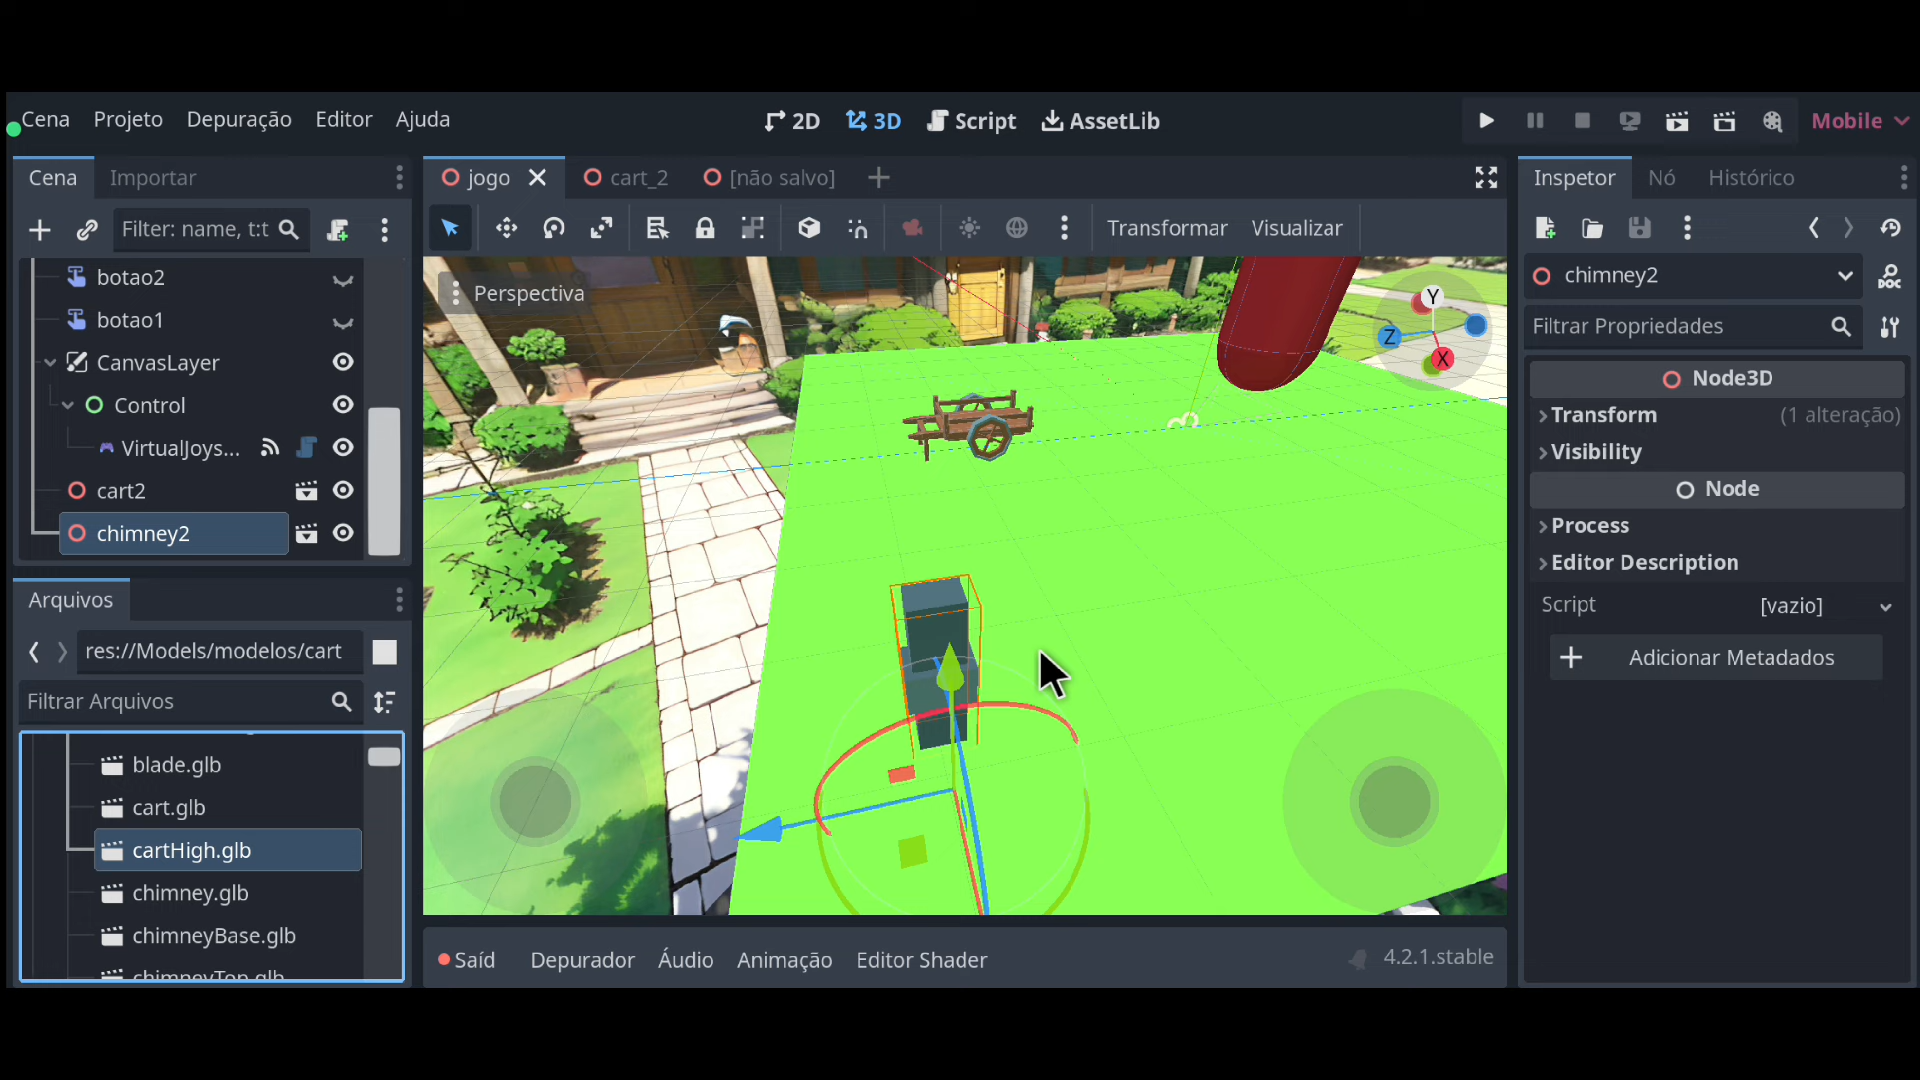 Cena Projeto Depuração Editor Ajuda
2D 3D Script AssetLib
Mobile
Cena Importar
jogo cart_2 [não salvo]
Inspetor Nó Histórico
Filter: name, t:t
Transformar Visualizar
botao2
botao1
CanvasLayer
Control
VirtualJoys...
cart2
chimney2
Perspectiva
Y
Z
X
chimney2
Filtrar Propriedades
Node3D
Transform (1 alteração)
Visibility
Node
Process
Editor Description
Script [vazio]
Adicionar Metadados
Arquivos
res://Models/modelos/cart
Filtrar Arquivos
blade.glb
cart.glb
cartHigh.glb
chimney.glb
chimneyBase.glb
chimneyTop.glb
Saíd Depurador Áudio Animação Editor Shader 4.2.1.stable